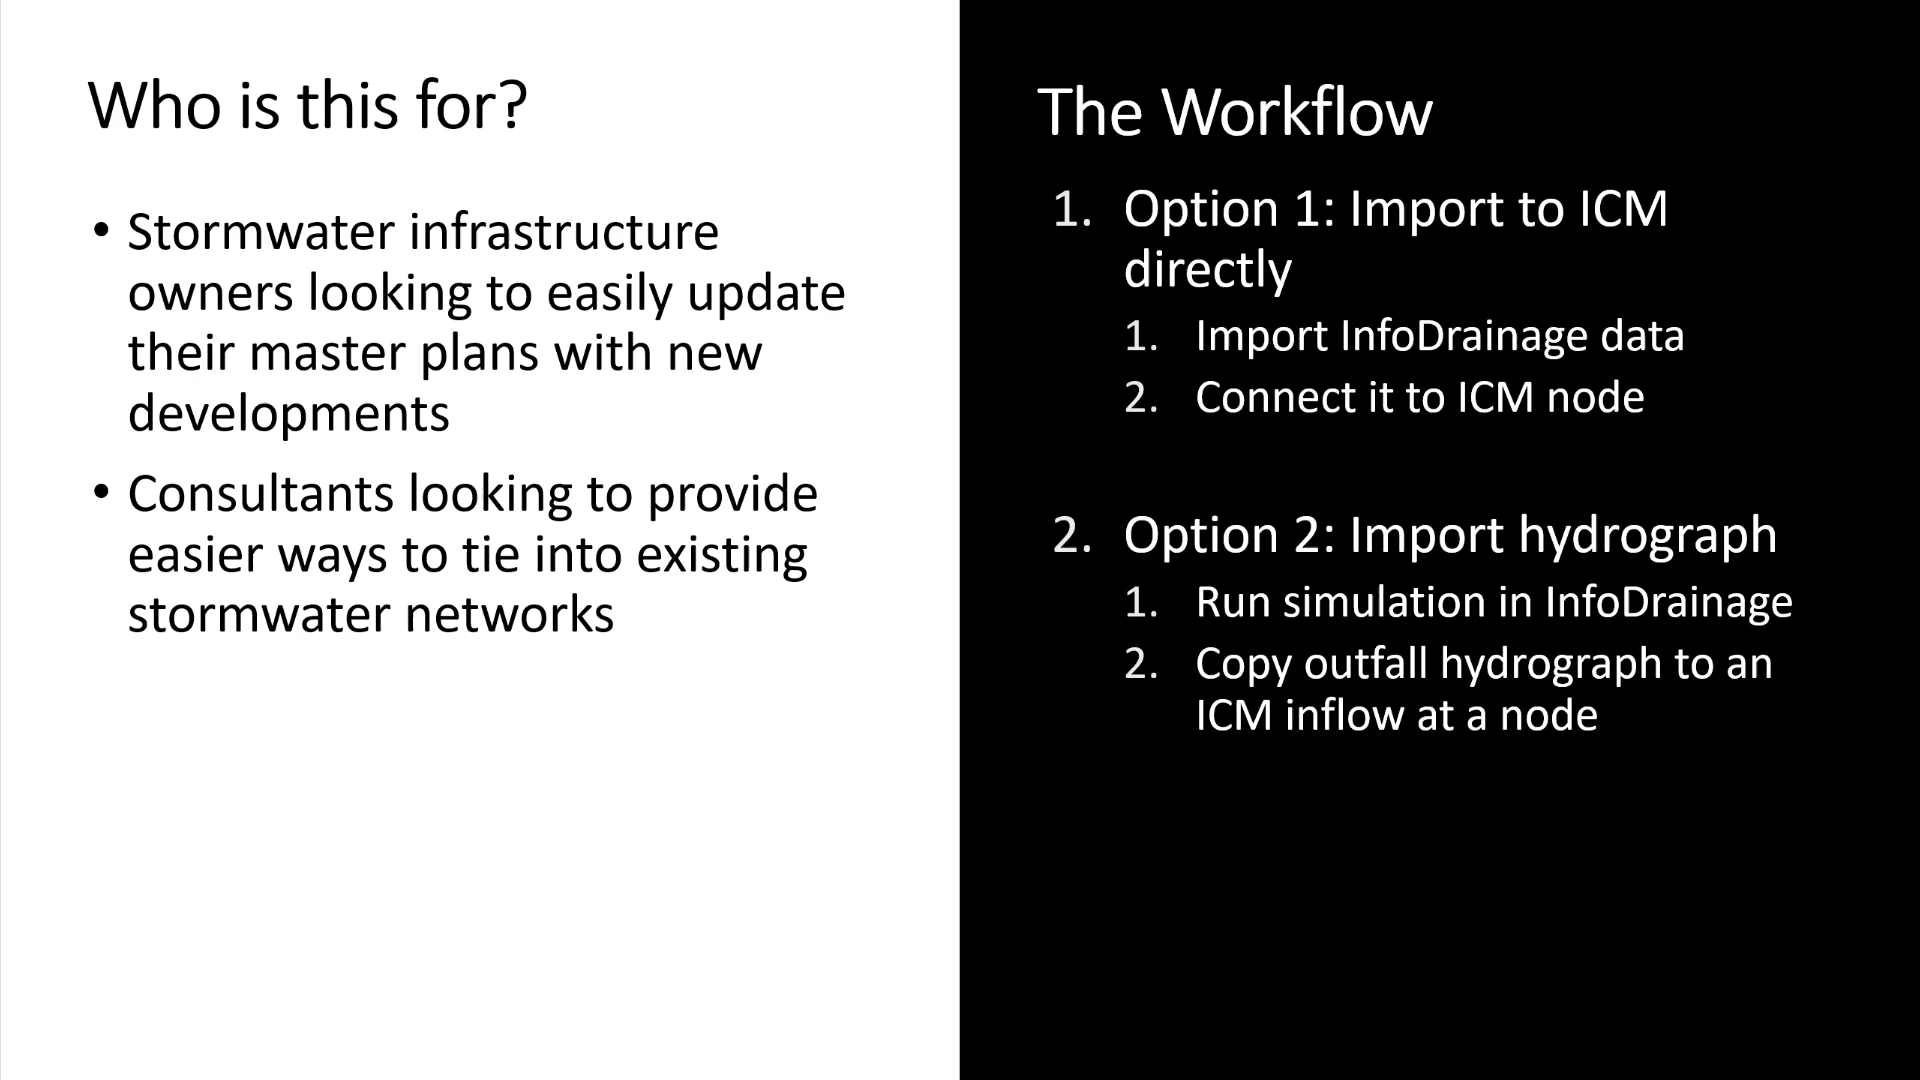 Who is this for?
• Stormwater infrastructure
owners looking to easily update
their master plans with new
developments
• Consultants looking to provide
easier ways to tie into existing
stormwater networks
The Workflow
1. Option 1: Import to ICM
directly
1. Import InfoDrainage data
2. Connect it to ICM node
2. Option 2: Import hydrograph
1. Run simulation in InfoDrainage
2. Copy outfall hydrograph to an
ICM inflow at a node